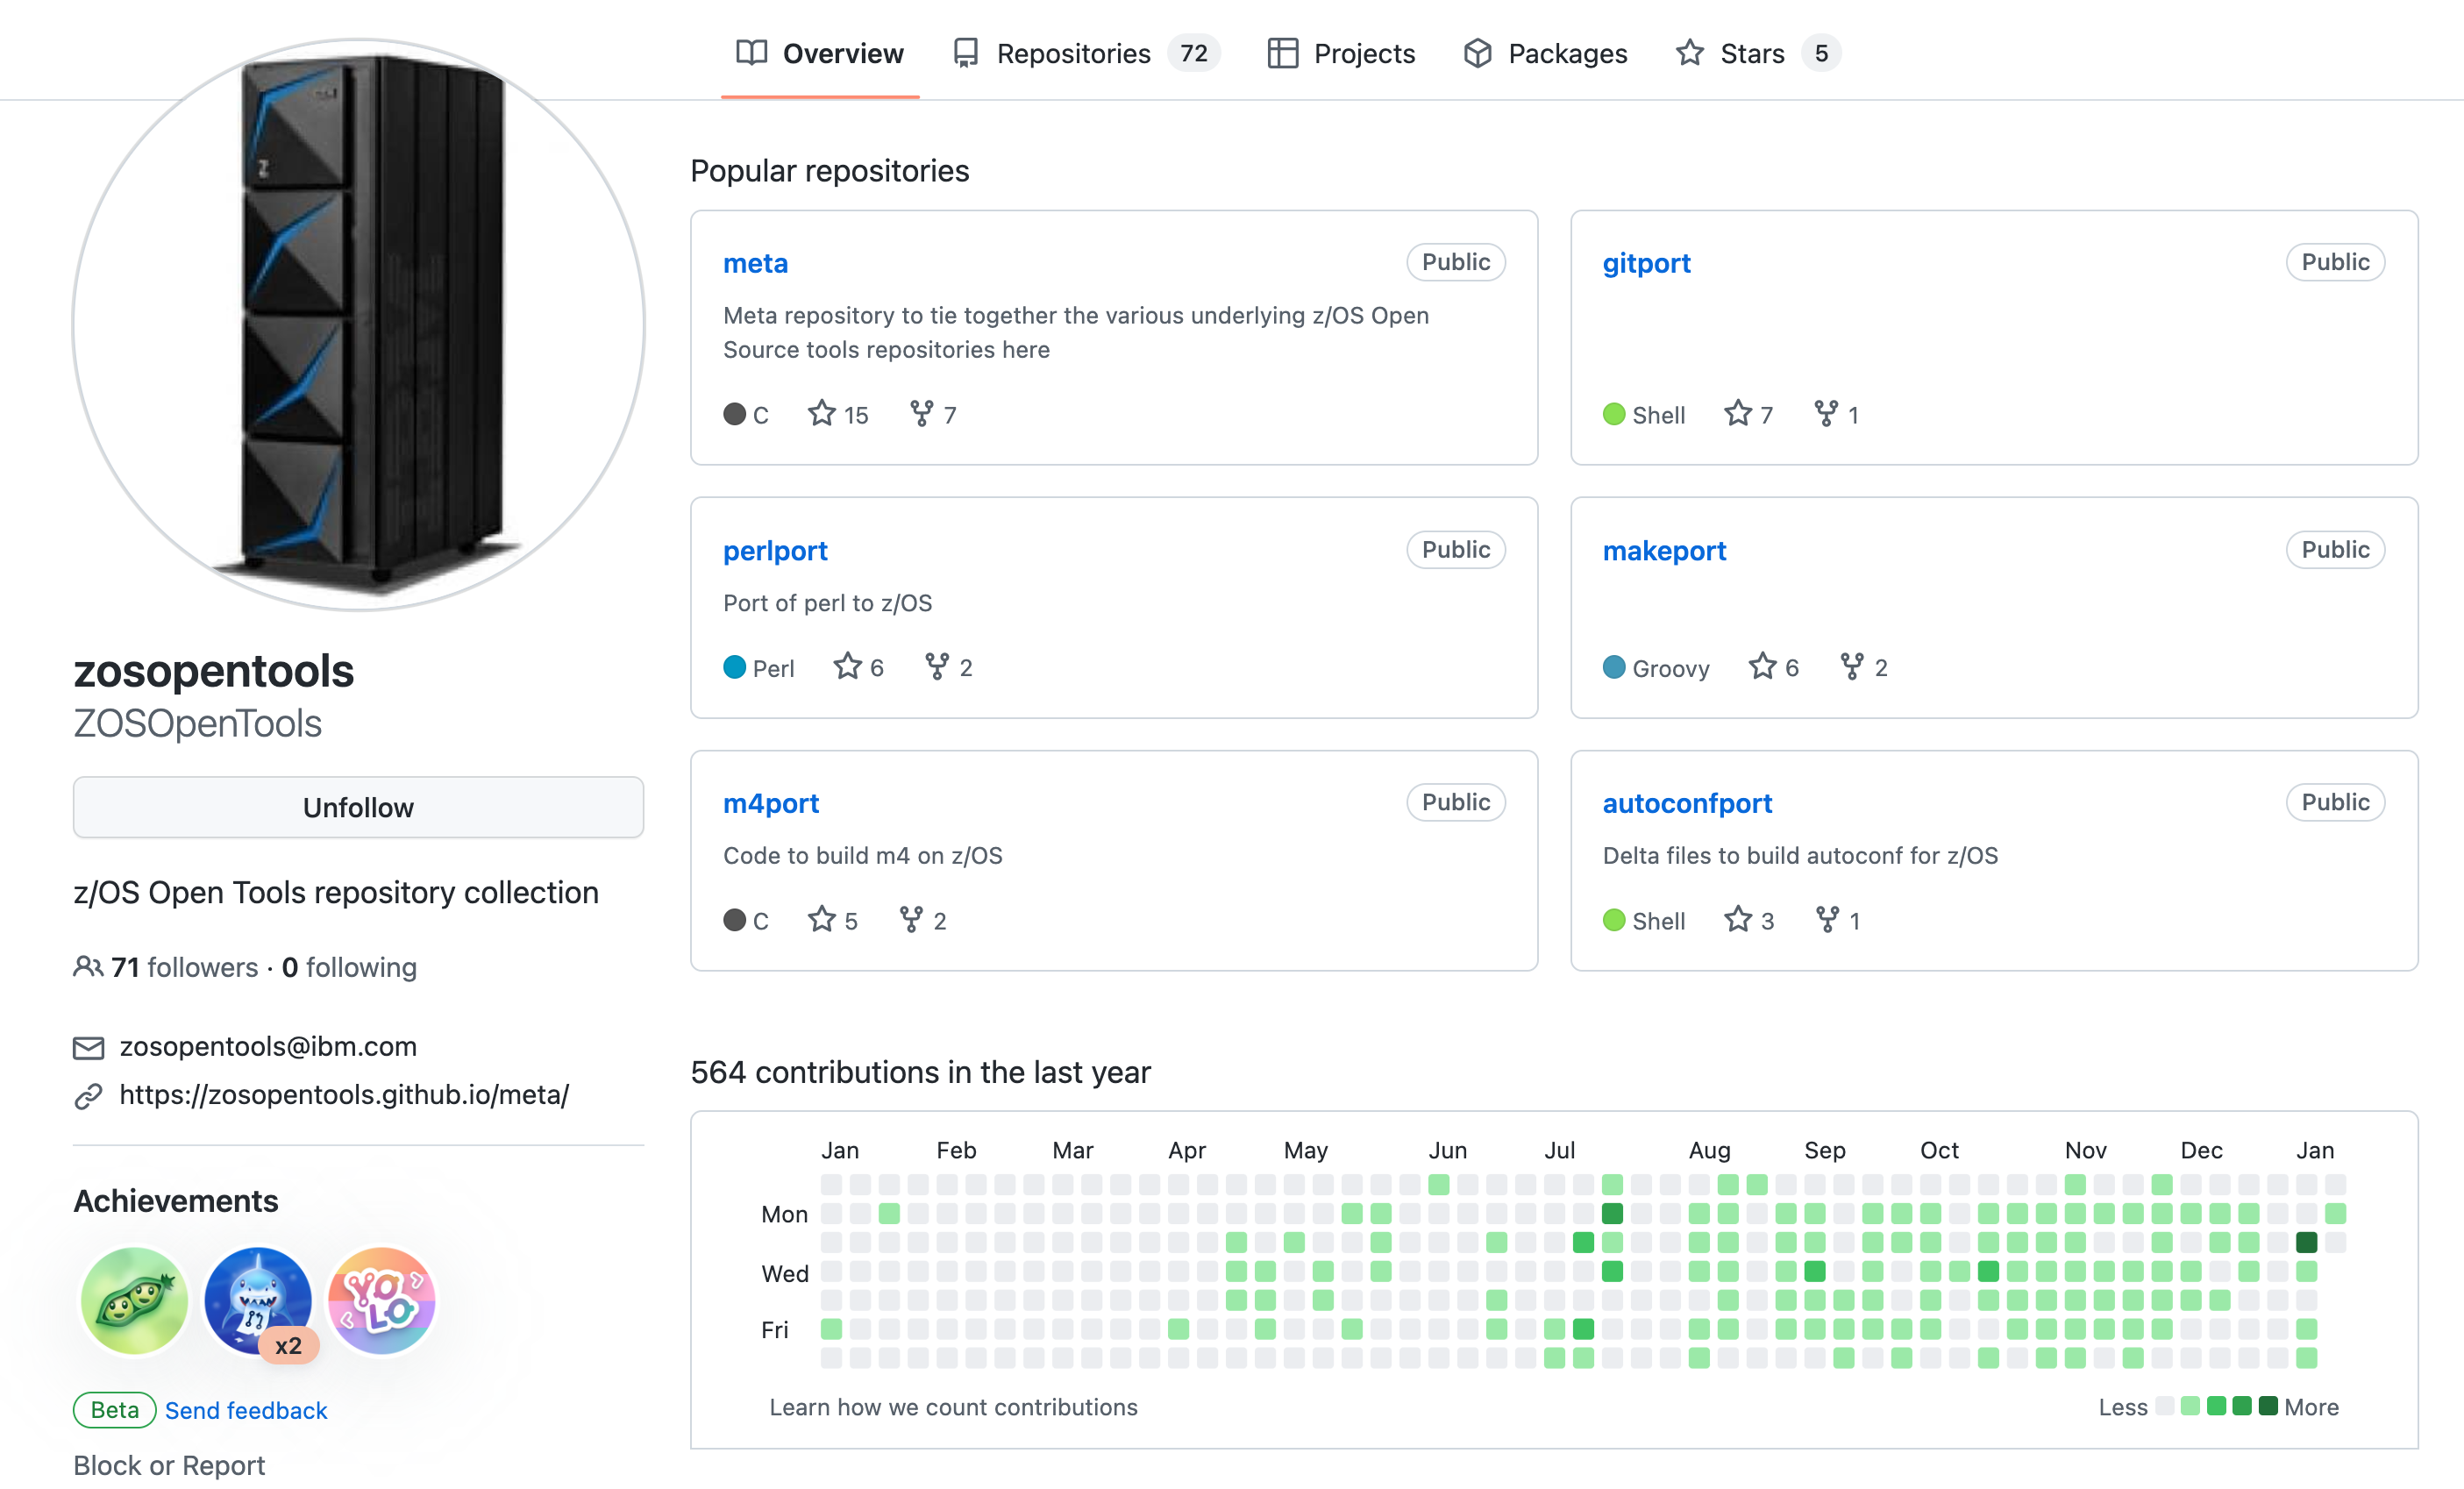 Overview
Repositories 72
Projects
Packages
Stars 5
Z
zosopentools
ZOSOpenTools
Unfollow
z/OS Open Tools repository collection
71 followers · 0 following
zosopentools@ibm.com
https://zosopentools.github.io/meta/
Achievements
x2
YOLO
Beta Send feedback
Block or Report
Popular repositories
meta Public
Meta repository to tie together the various underlying z/OS Open
Source tools repositories here
C 15 7
gitport Public
Shell 7 1
perlport Public
Port of perl to z/OS
Perl 6 2
makeport Public
Groovy 6 2
m4port Public
Code to build m4 on z/OS
C 5 2
autoconfport Public
Delta files to build autoconf for z/OS
Shell 3 1
564 contributions in the last year
Jan Feb Mar Apr May Jun Jul Aug Sep Oct Nov Dec Jan
Mon
Wed
Fri
Learn how we count contributions
Less More